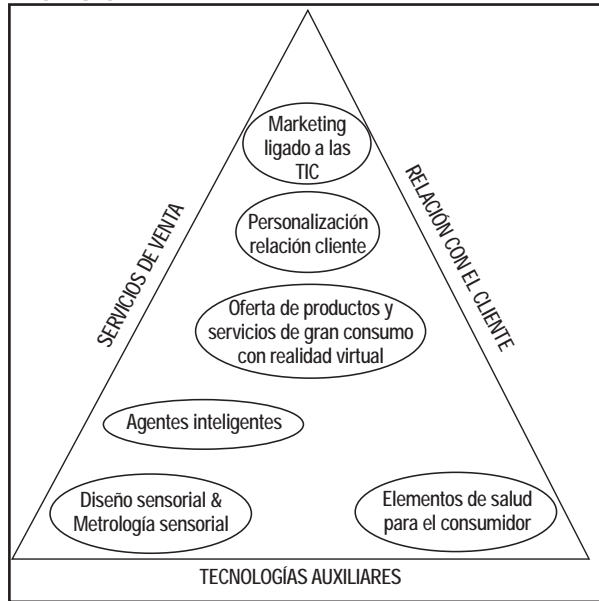 Marketing
ligado a las
TIC
Personalización
relación cliente
SERVICIOS DE VENTA
RELACIÓN CON EL CLIENTE
Oferta de productos y
servicios de gran consumo
con realidad virtual
Agentes inteligentes
Diseño sensorial &
Metrología sensorial
Elementos de salud
para el consumidor
TECNOLOGÍAS AUXILIARES